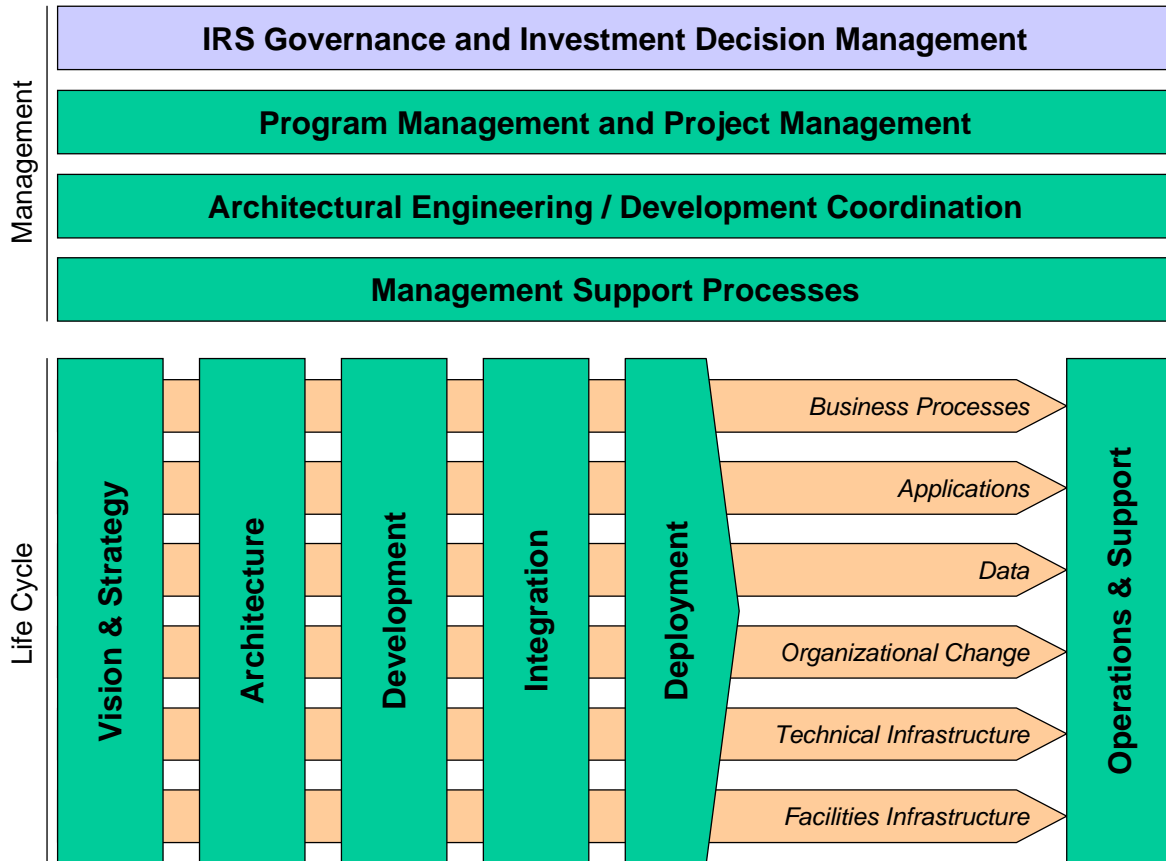 Management
IRS Governance and Investment Decision Management
Program Management and Project Management
Architectural Engineering / Development Coordination
Management Support Processes
Life Cycle
Vision & Strategy
Architecture
Development
Integration
Deployment
Business Processes
Applications
Data
Organizational Change
Technical Infrastructure
Facilities Infrastructure
Operations & Support